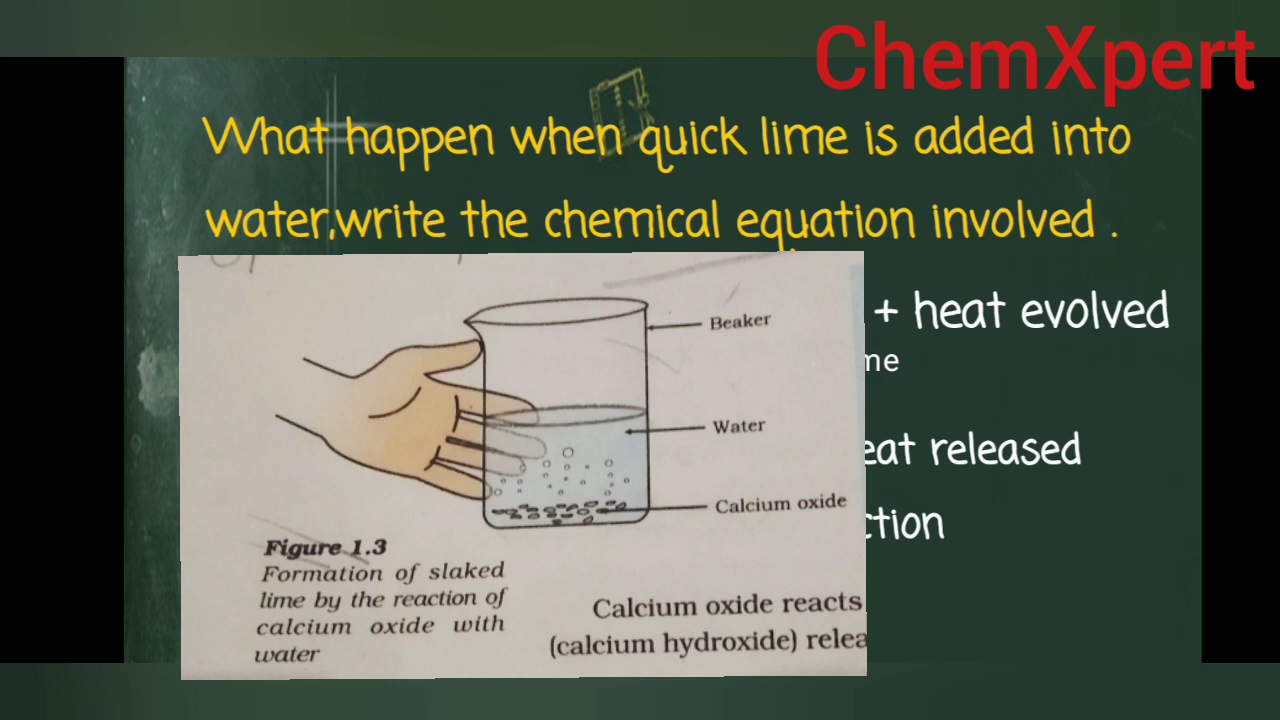 ChemXpert
What happen when quick lime is added into
water,write the chemical equation involved .
+ heat evolved
me
eat released
ction
Beaker
Water
Calcium oxide
Figure 1.3
Formation of slaked
lime by the reaction of
calcium oxide with
water
Calcium oxide reacts
(calcium hydroxide) relea